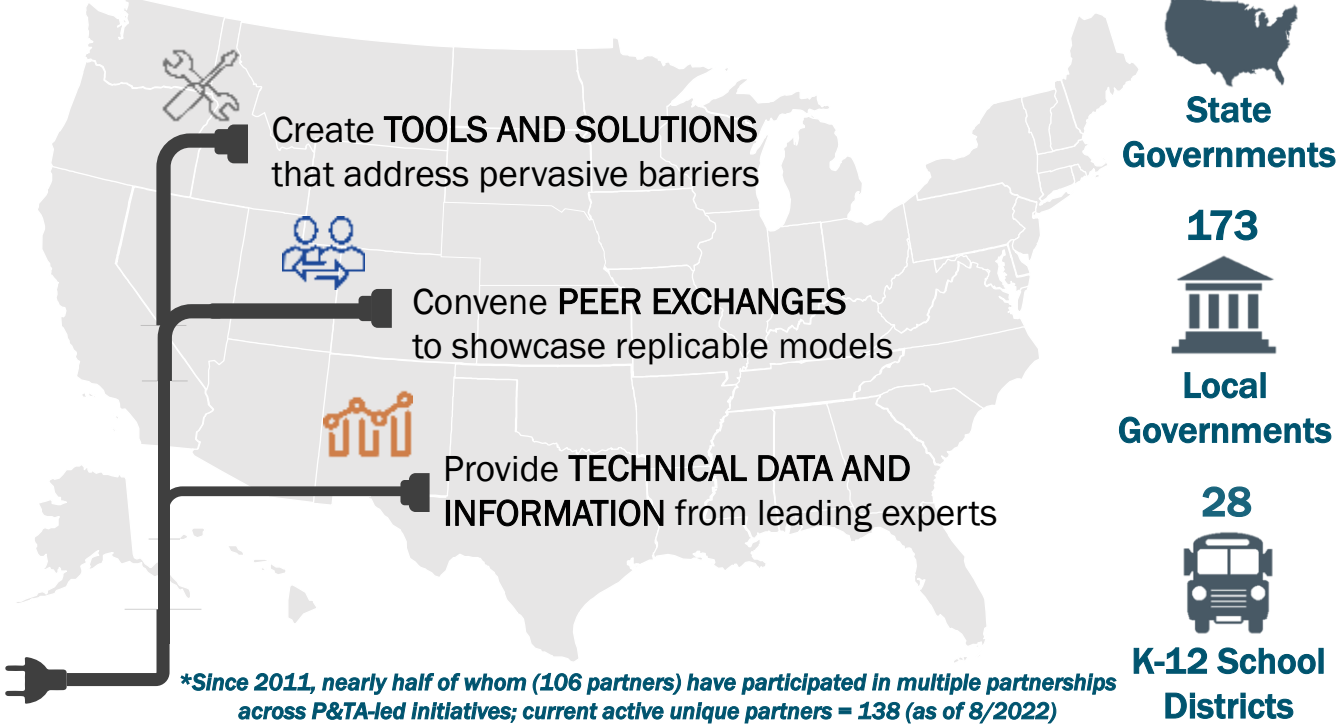 Create TOOLS AND SOLUTIONS
that address pervasive barriers
Convene PEER EXCHANGES
to showcase replicable models
Provide TECHNICAL DATA AND
INFORMATION from leading experts
State
Governments
173
Local
Governments
28
K-12 School
Districts
*Since 2011, nearly half of whom (106 partners) have participated in multiple partnerships
across P&TA-led initiatives; current active unique partners = 138 (as of 8/2022)